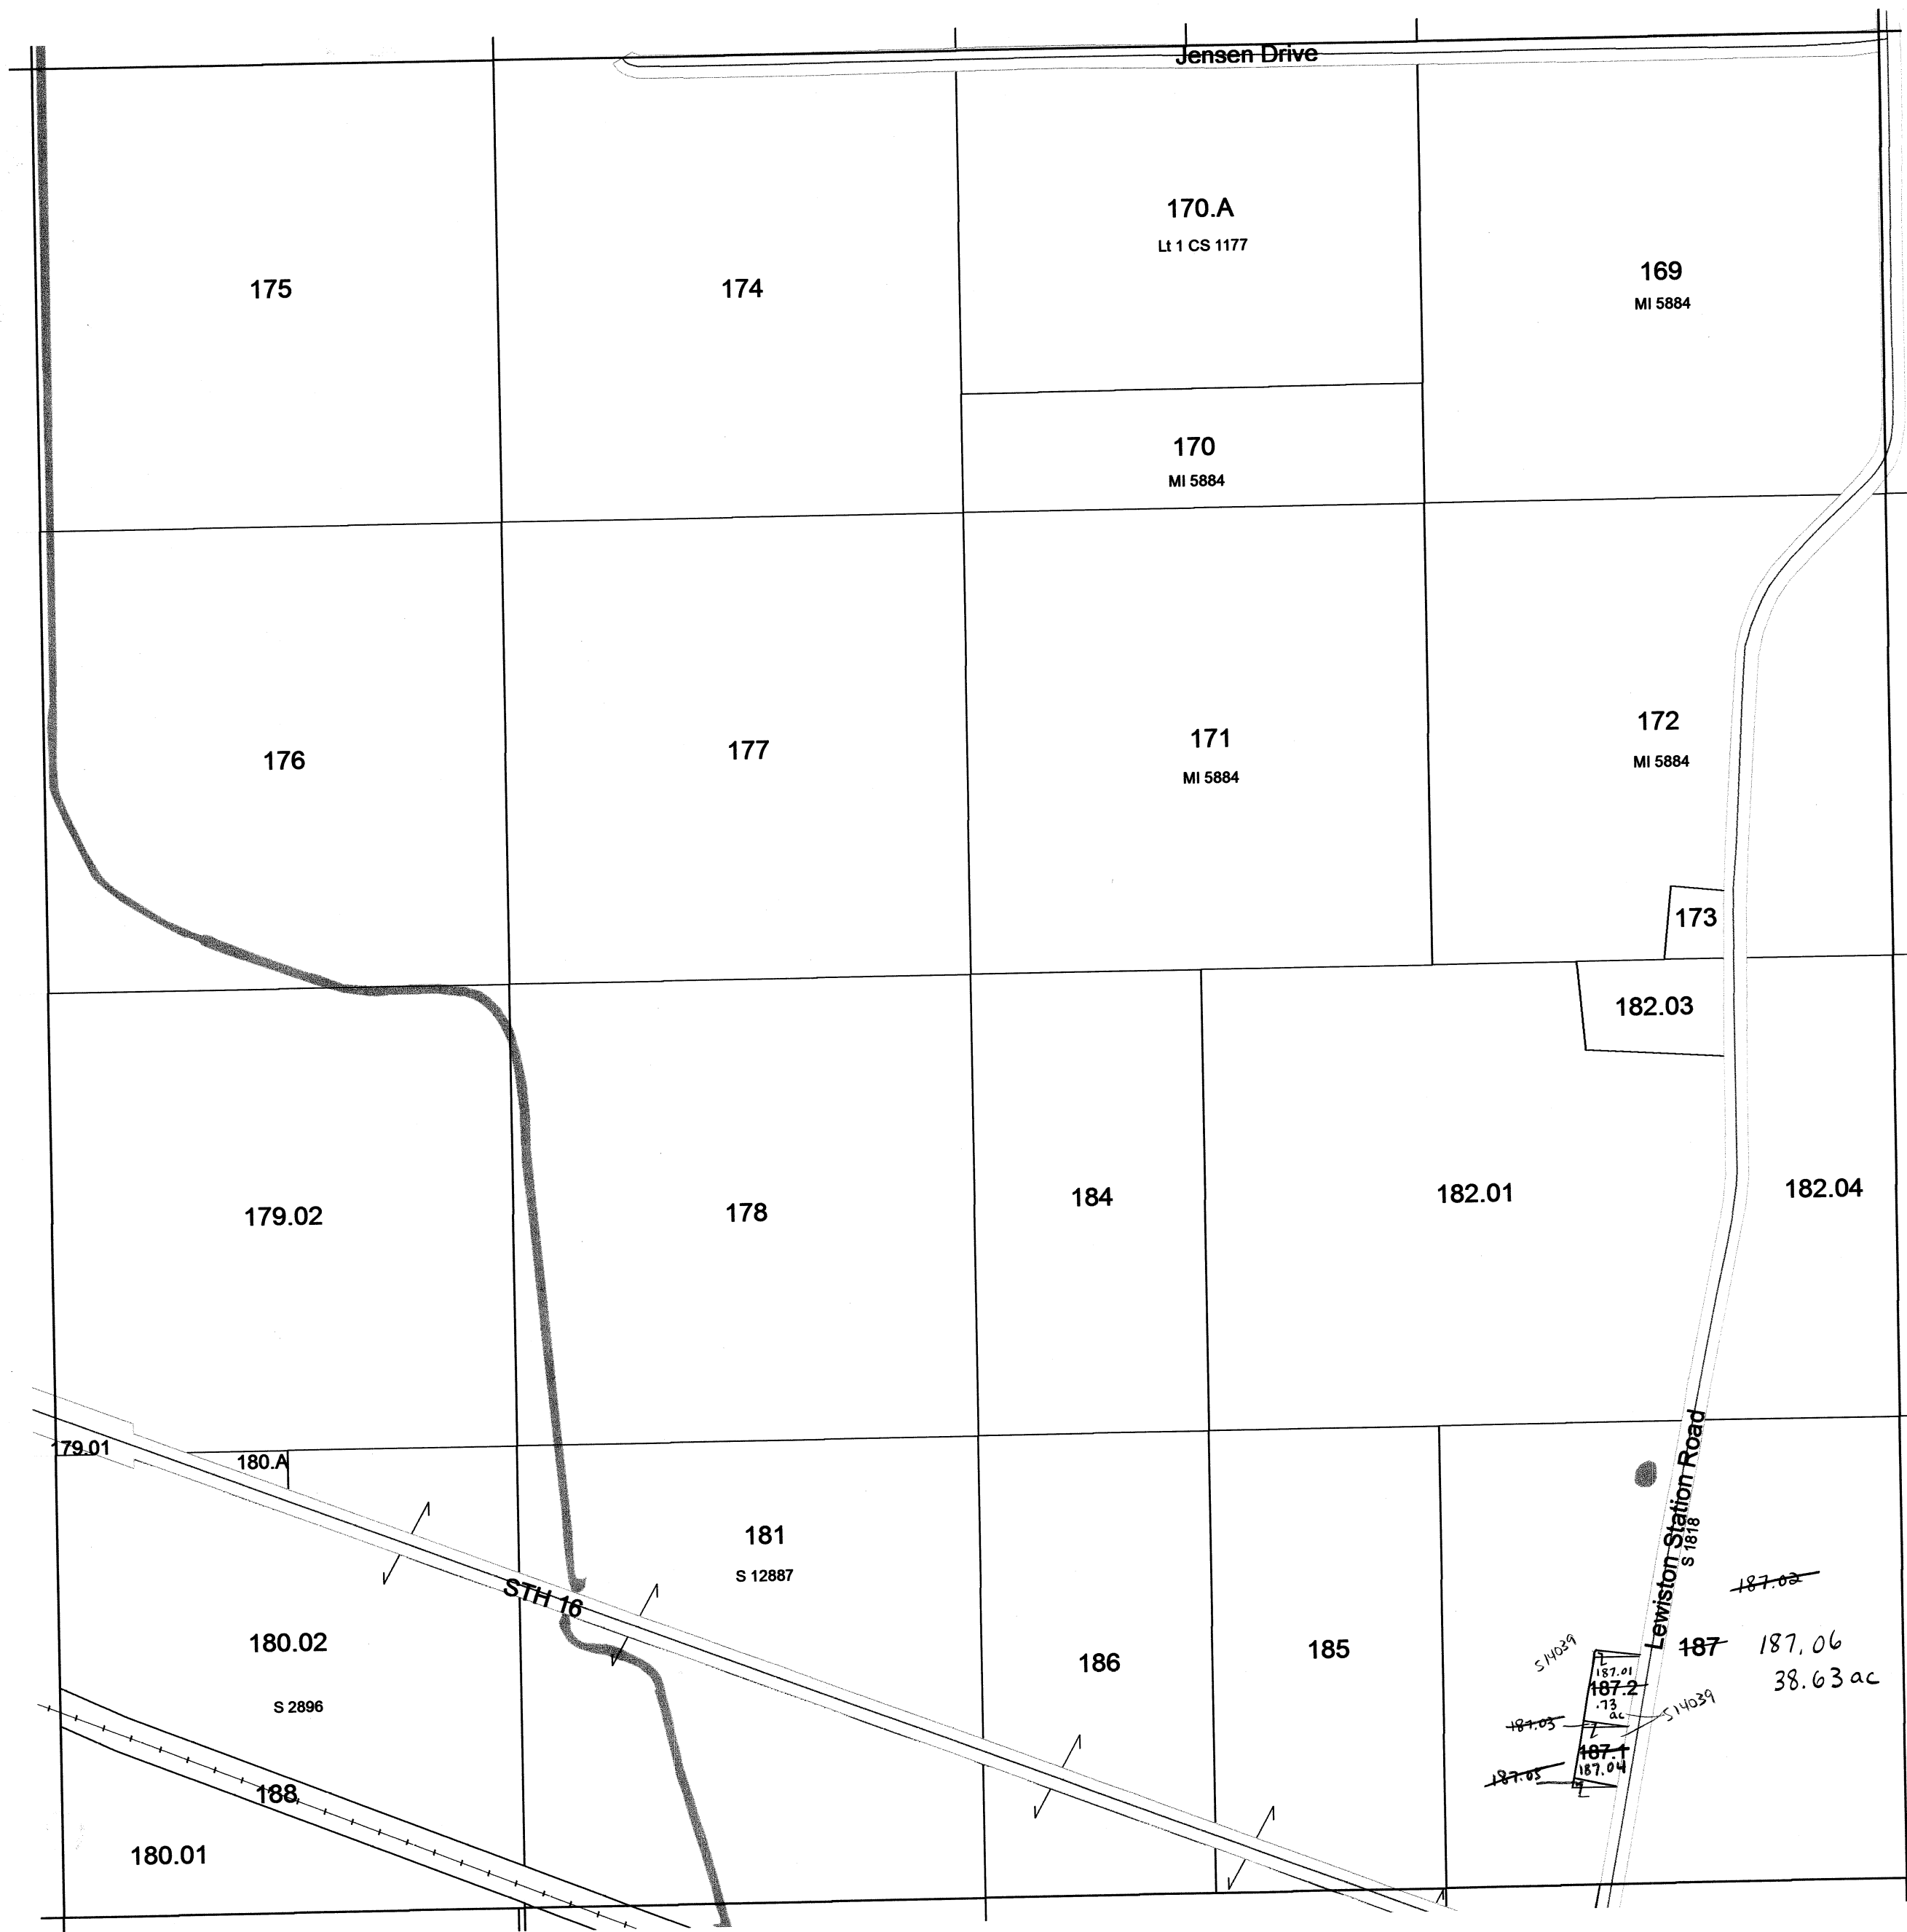 Jensen Drive
170.A
Lt 1 CS 1177
175
174
169
MI 5884
170
MI 5884
176
177
171
MI 5884
172
MI 5884
173
182.03
179.02
178
184
182.01
182.04
179.01
180.A
181
S 12887
STH 16
Lewiston Station Road
S 1818
187.02
180.02
S 2896
186
185
187
187.06
38.63 ac
S14039
187.01
187.2
.73
ac
S14039
187.03
187.1
187.04
187.05
188
180.01